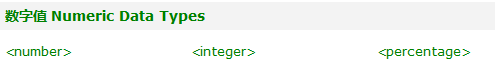 数字值 Numeric Data Types
<number> <integer> <percentage>